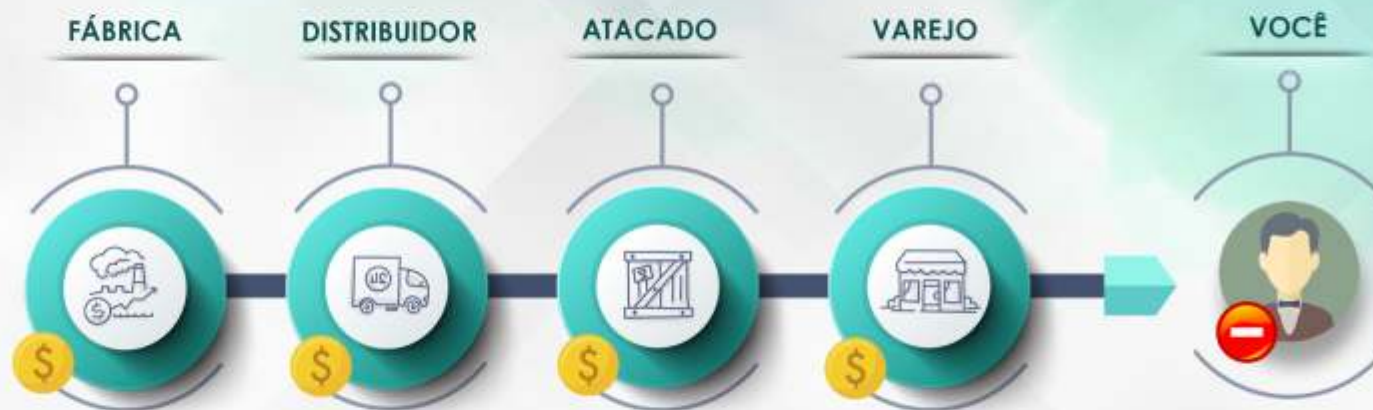 FÁBRICA
DISTRIBUIDOR
ATACADO
VAREJO
VOCÊ
$
$
$
$
$